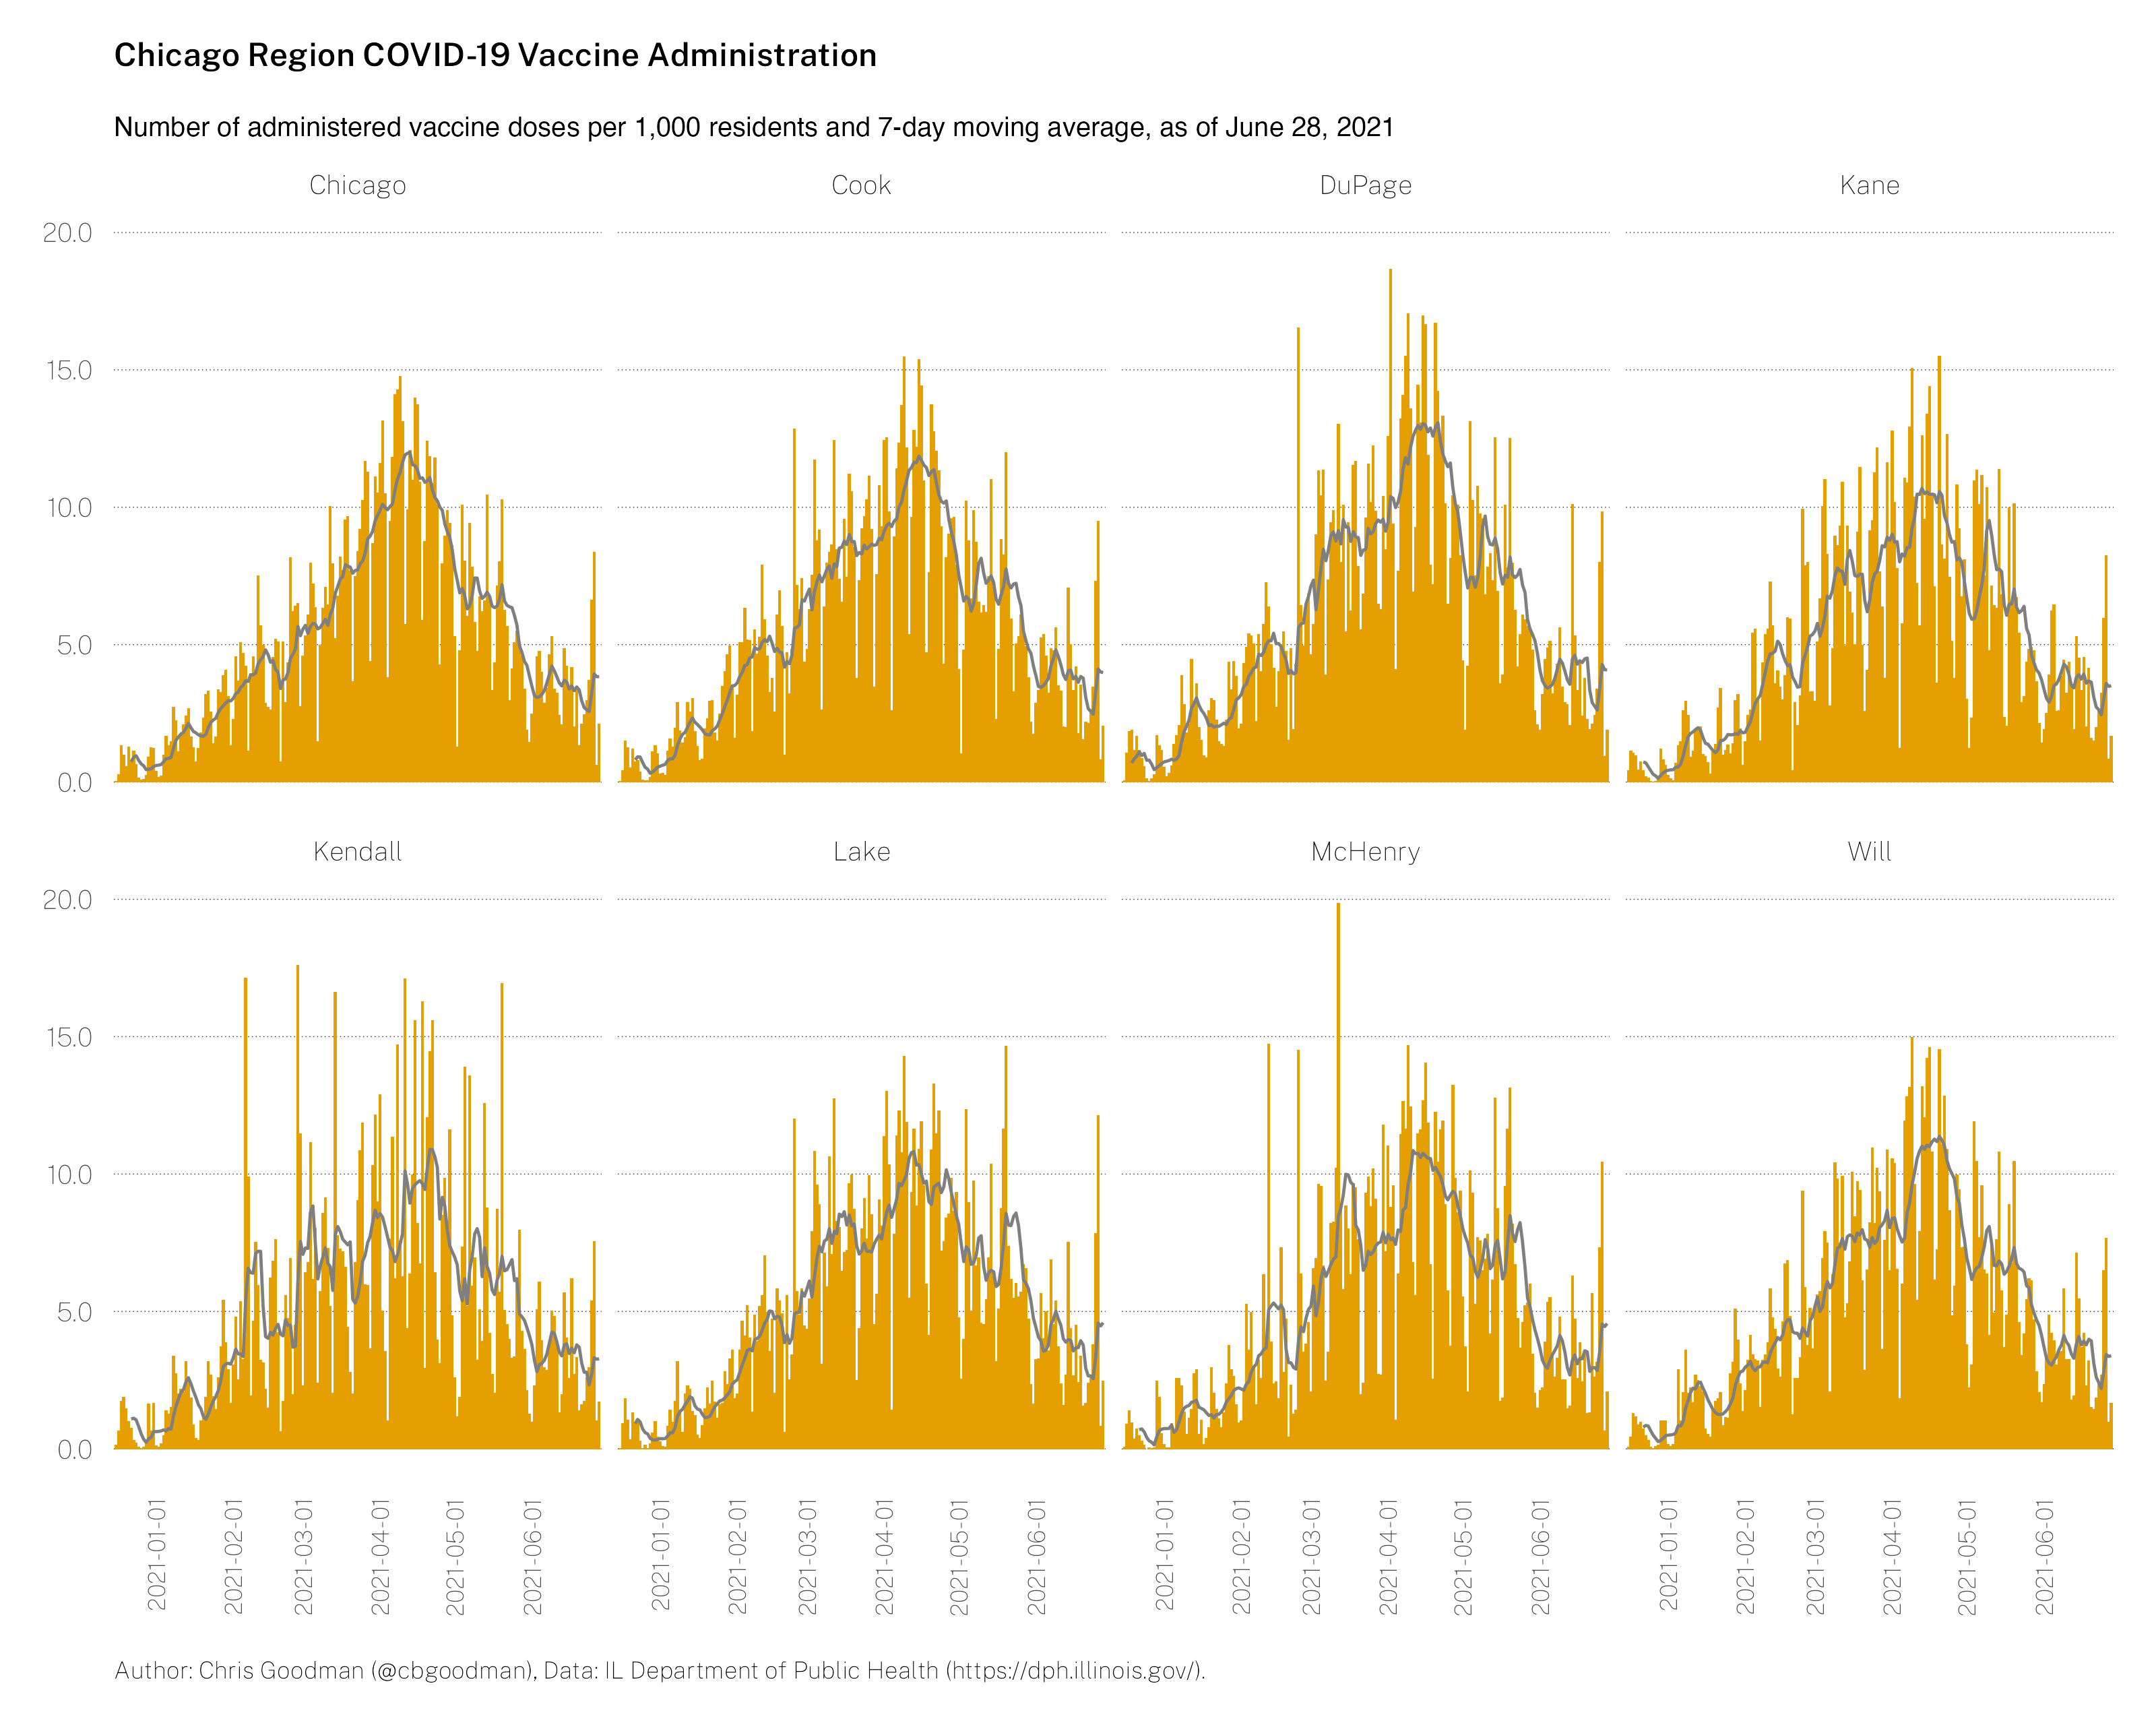 Chicago Region COVID-19 Vaccine Administration
Number of administered vaccine doses per 1,000 residents and 7-day moving average, as of June 28, 2021
Chicago Cook DuPage Kane
20.0
15.0
10.0
5.0
0.0
Kendall Lake McHenry Will
20.0
15.0
10.0
5.0
0.0
2021-01-01 2021-02-01 2021-03-01 2021-04-01 2021-05-01 2021-06-01 2021-01-01 2021-02-01 2021-03-01 2021-04-01 2021-05-01 2021-06-01 2021-01-01 2021-02-01 2021-03-01 2021-04-01 2021-05-01 2021-06-01 2021-01-01 2021-02-01 2021-03-01 2021-04-01 2021-05-01 2021-06-01
Author: Chris Goodman (@cbgoodman), Data: IL Department of Public Health (https://dph.illinois.gov/).